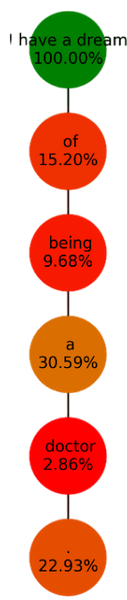 I have a dream
100.00%
of
15.20%
being
9.68%
a
30.59%
doctor
2.86%
.
22.93%